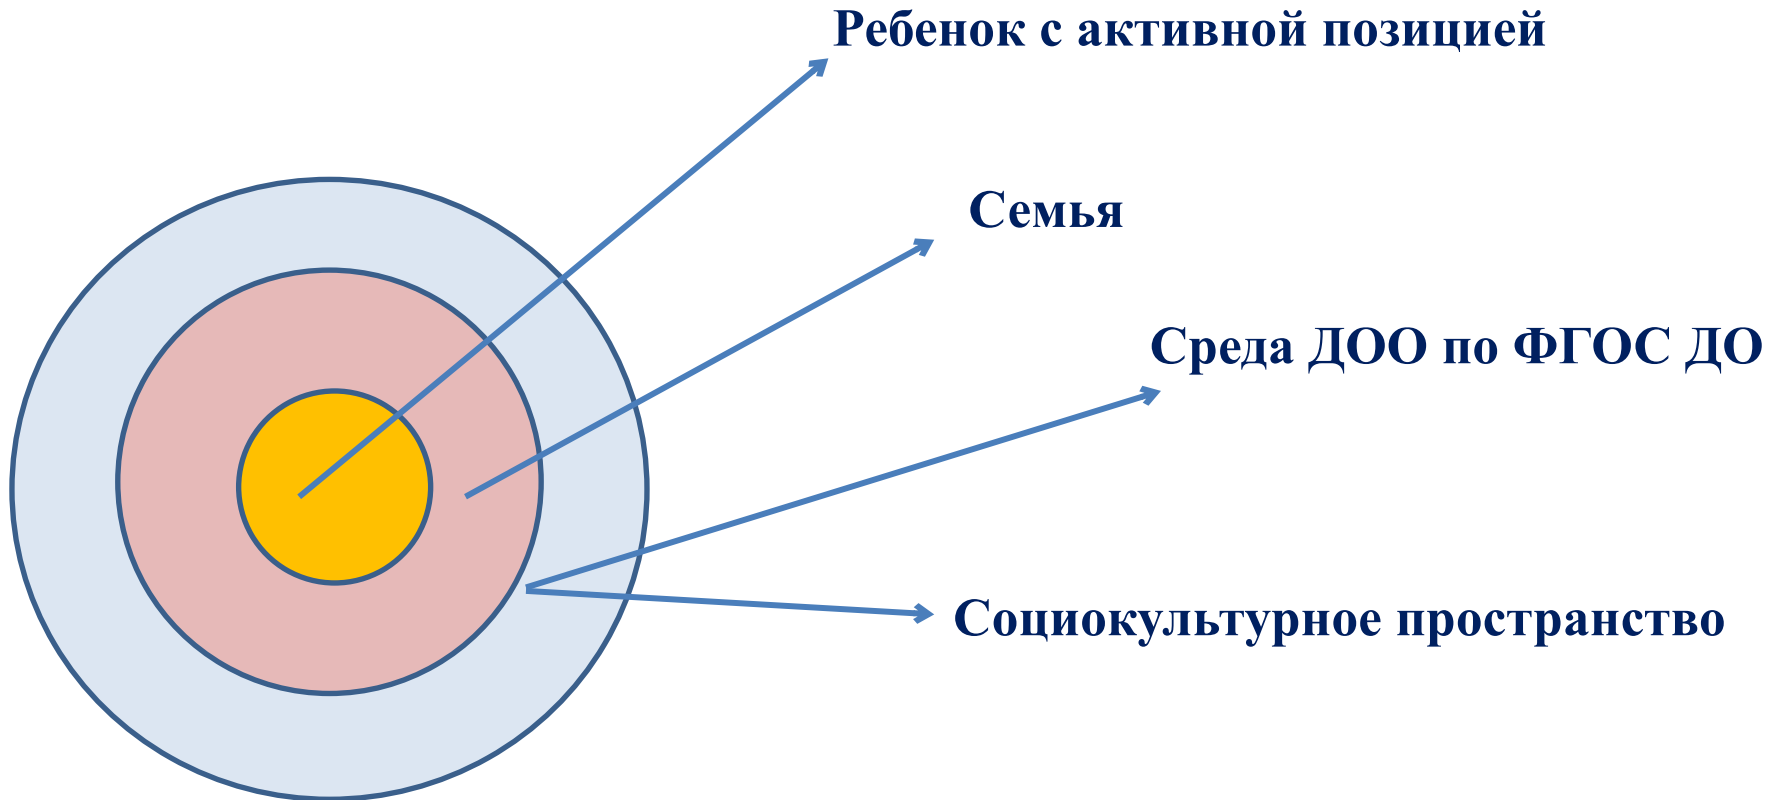 Ребенок с активной позицией
Семья
Среда ДОО по ФГОС ДО
Социокультурное пространство